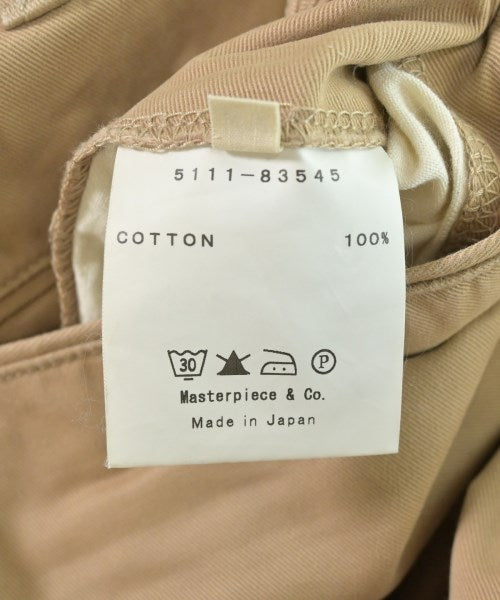 5111-83545
COTTON 100%
30 P
Masterpiece & Co.
Made in Japan